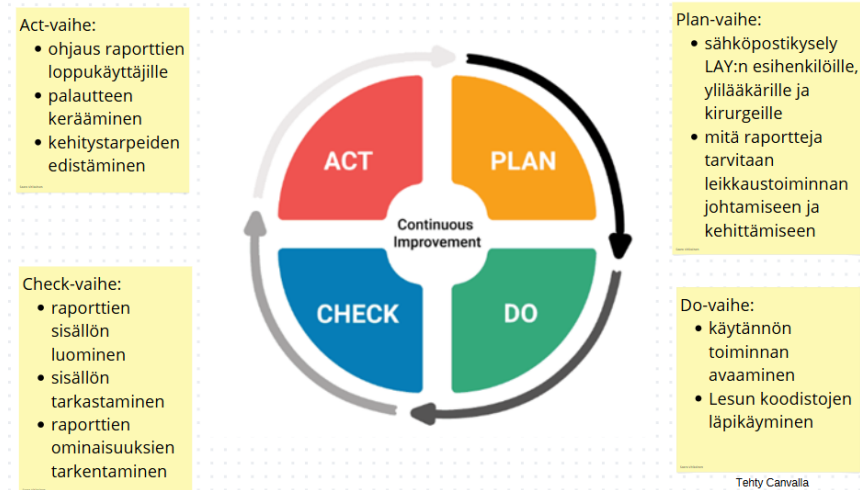 Act-vaihe:
• ohjaus raporttien
loppukäyttäjille
• palautteen
kerääminen
• kehitystarpeiden
edistäminen
Plan-vaihe:
• sähköpostikysely
LAY:n esihenkilöille,
ylilääkärille ja
kirurgeille
• mitä raportteja
tarvitaan
leikkaustoiminnan
johtamiseen ja
kehittämiseen
ACT
PLAN
Continuous
Improvement
CHECK
DO
Check-vaihe:
• raporttien
sisällön
luominen
• sisällön
tarkastaminen
• raporttien
ominaisuuksien
tarkentaminen
Do-vaihe:
• käytännön
toiminnan
avaaminen
• Lesun koodistojen
läpikäyminen
Tehty Canvalla